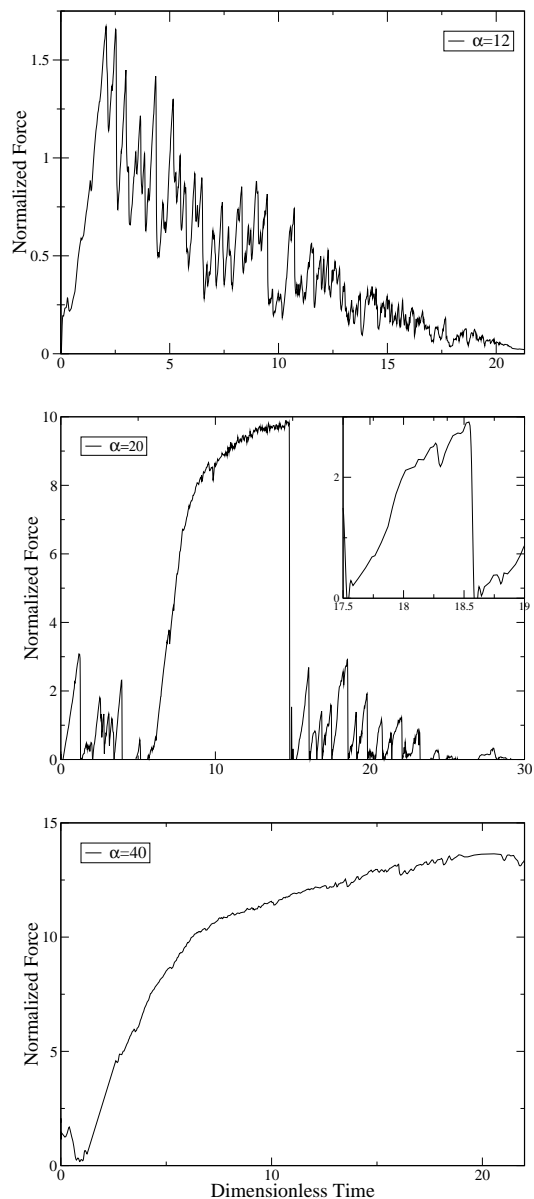 1.5
1
0.5
0
Normalized Force
α=12
0 5 10 15 20
10
8
6
4
2
0
Normalized Force
α=20
2
0
17.5 18 18.5 19
0 10 20 30
15
10
5
0
Normalized Force
α=40
0 10 20
Dimensionless Time